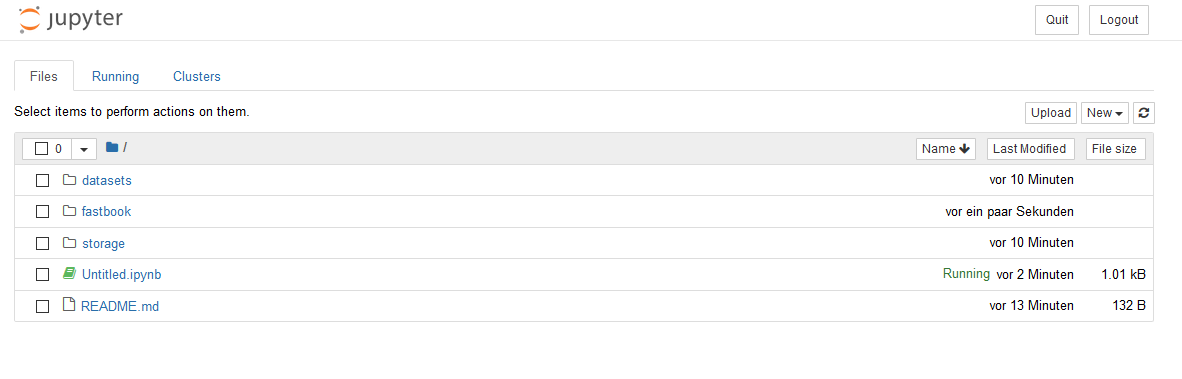 jupyter Quit Logout
Files Running Clusters
Select items to perform actions on them. Upload New
0 / Name Last Modified File size
datasets vor 10 Minuten
fastbook vor ein paar Sekunden
storage vor 10 Minuten
Untitled.ipynb Running vor 2 Minuten 1.01 kB
README.md vor 13 Minuten 132 B